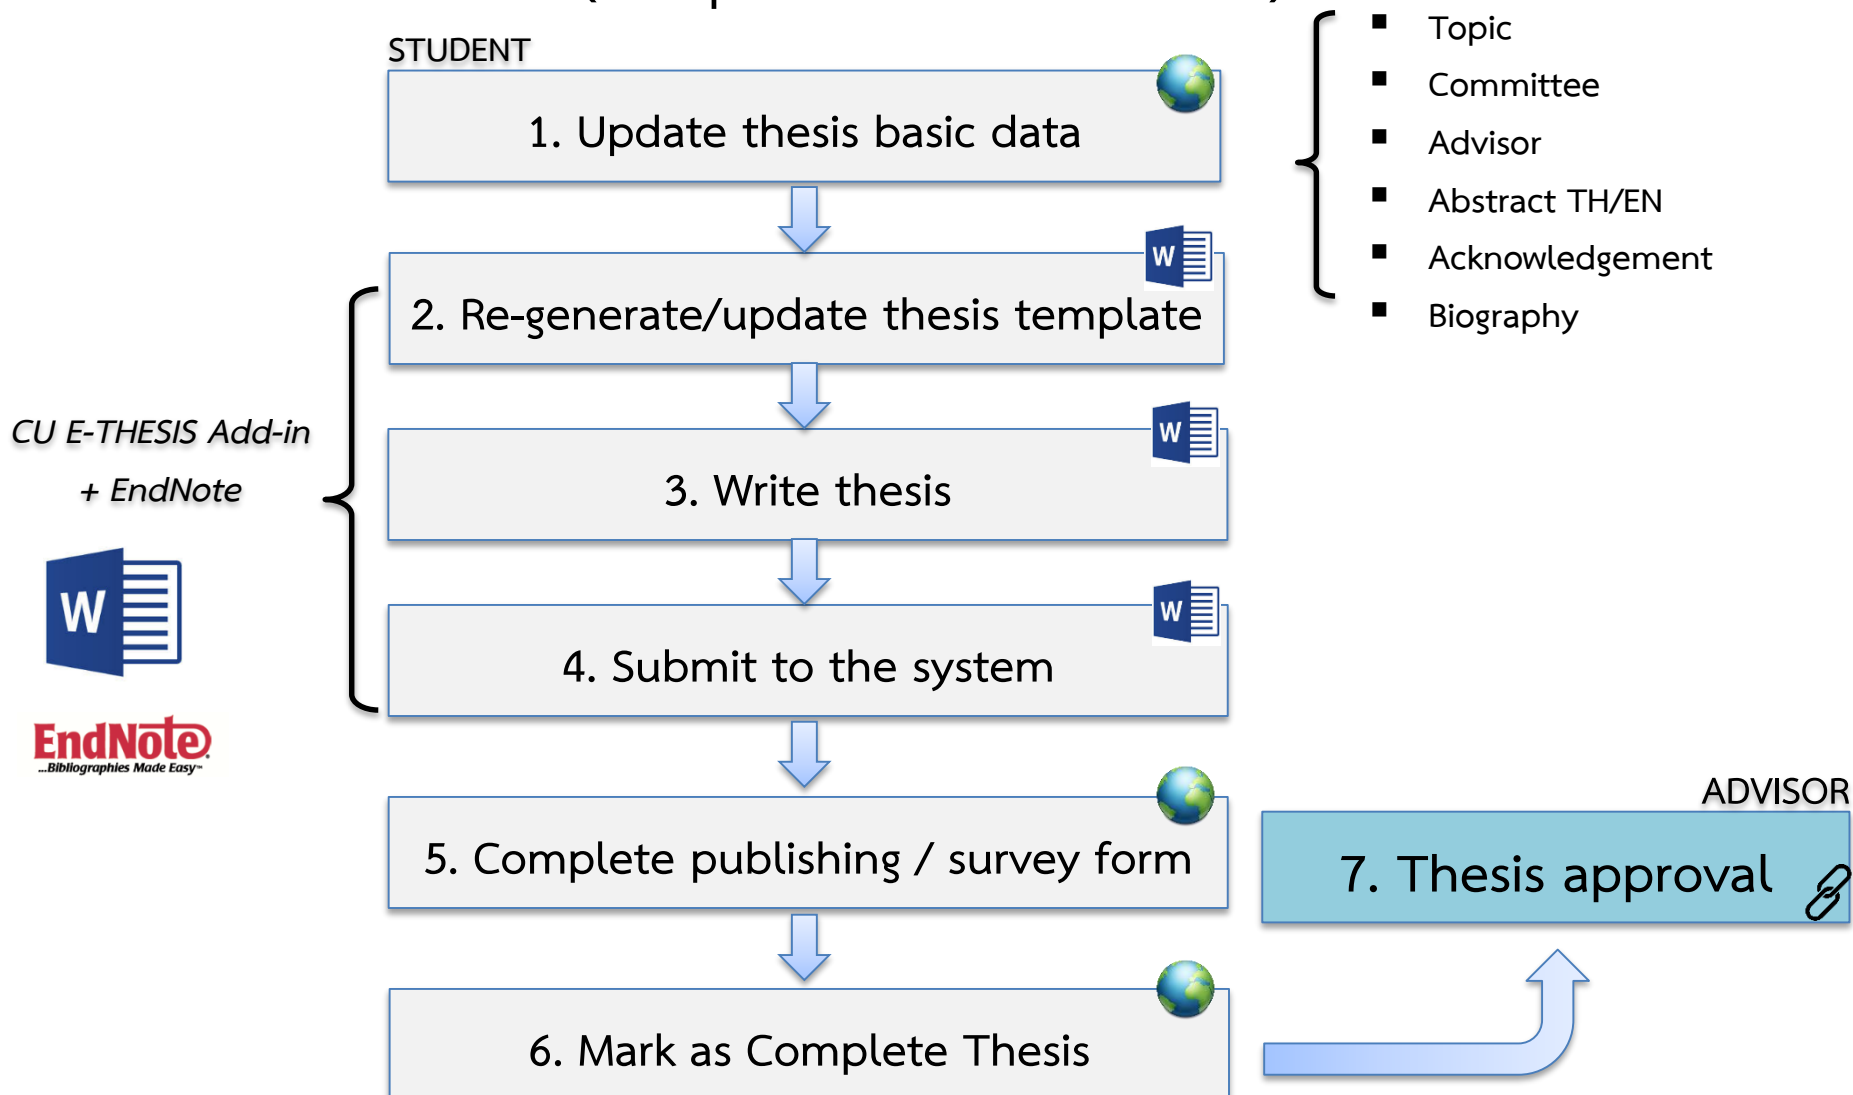 STUDENT
1. Update thesis basic data
Topic
Committee
Advisor
Abstract TH/EN
Acknowledgement
Biography
W
2. Re-generate/update thesis template
CU E-THESIS Add-in
+ EndNote
W
EndNote
...Bibliographies Made Easy™
W
3. Write thesis
W
4. Submit to the system
5. Complete publishing / survey form
ADVISOR
7. Thesis approval
6. Mark as Complete Thesis